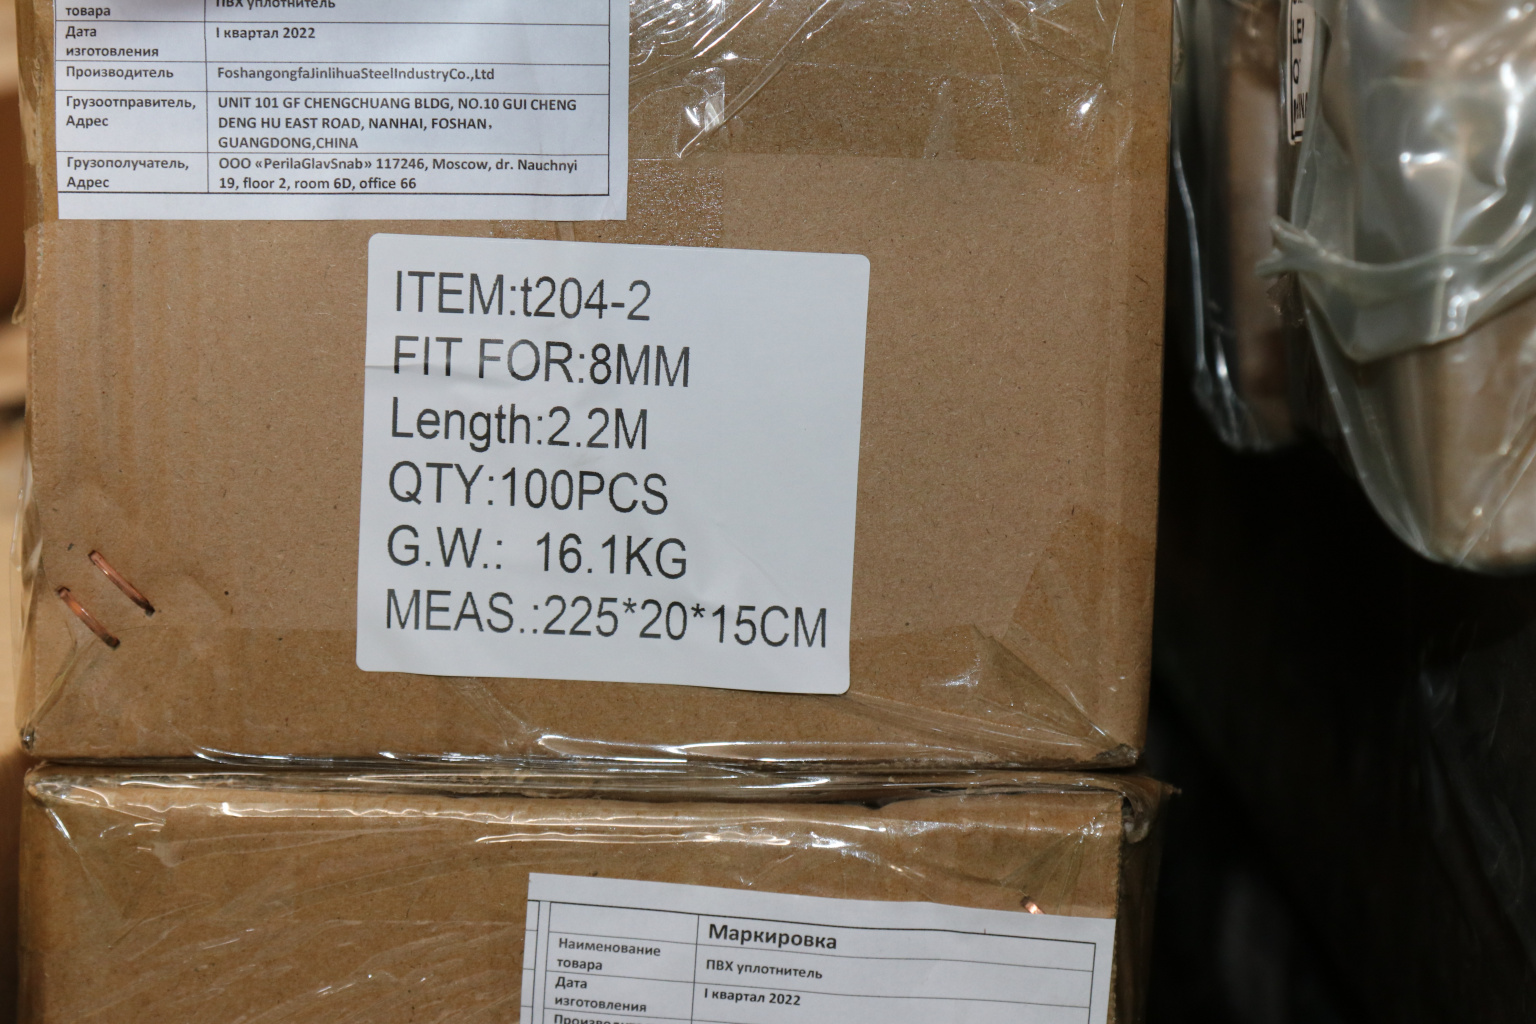 товара ПВХ уплотнитель
Дата
изготовления
I квартал 2022
Производитель
FoshangongfaJinlihuaSteelIndustryCo.,Ltd
Грузоотправитель,
Адрес
UNIT 101 GF CHENGCHUANG BLDG, NO.10 GUI CHENG
DENG HU EAST ROAD, NANHAI, FOSHAN,
GUANGDONG,CHINA
Грузополучатель,
Адрес
ООО «PerilaGlavSnab» 117246, Moscow, dr. Nauchnyi
19, floor 2, room 6D, office 66
ITEM:t204-2
FIT FOR:8MM
Length:2.2M
QTY:100PCS
G.W.: 16.1KG
MEAS.:225*20*15CM
Маркировка
Наименование
товара
ПВХ уплотнитель
Дата
изготовления
I квартал 2022